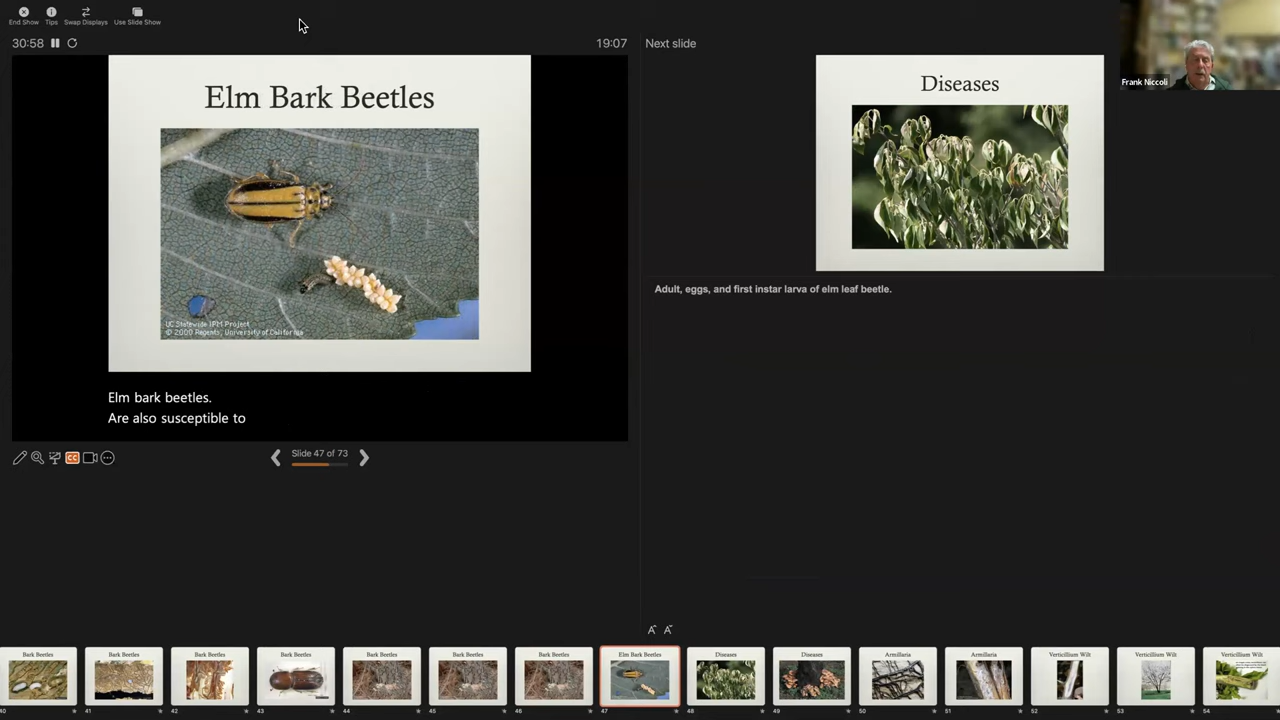 End Show
Tips
Swap Displays
Use Slide Show
30:58
19:07
Next slide
Frank Niccoli
Elm Bark Beetles
UC Statewide IPM Project
© 2000 Regents, University of California
Diseases
Adult, eggs, and first instar larva of elm leaf beetle.
Elm bark beetles.
Are also susceptible to
CC
Slide 47 of 73
A A
Bark Beetles
Bark Beetles
Bark Beetles
Bark Beetles
Bark Beetles
Bark Beetles
Bark Beetles
Elm Bark Beetles
Diseases
Diseases
Armillaria
Armillaria
Verticillium Wilt
Verticillium Wilt
Verticillium Wilt
40
41
42
43
44
45
46
47
48
49
50
51
52
53
54